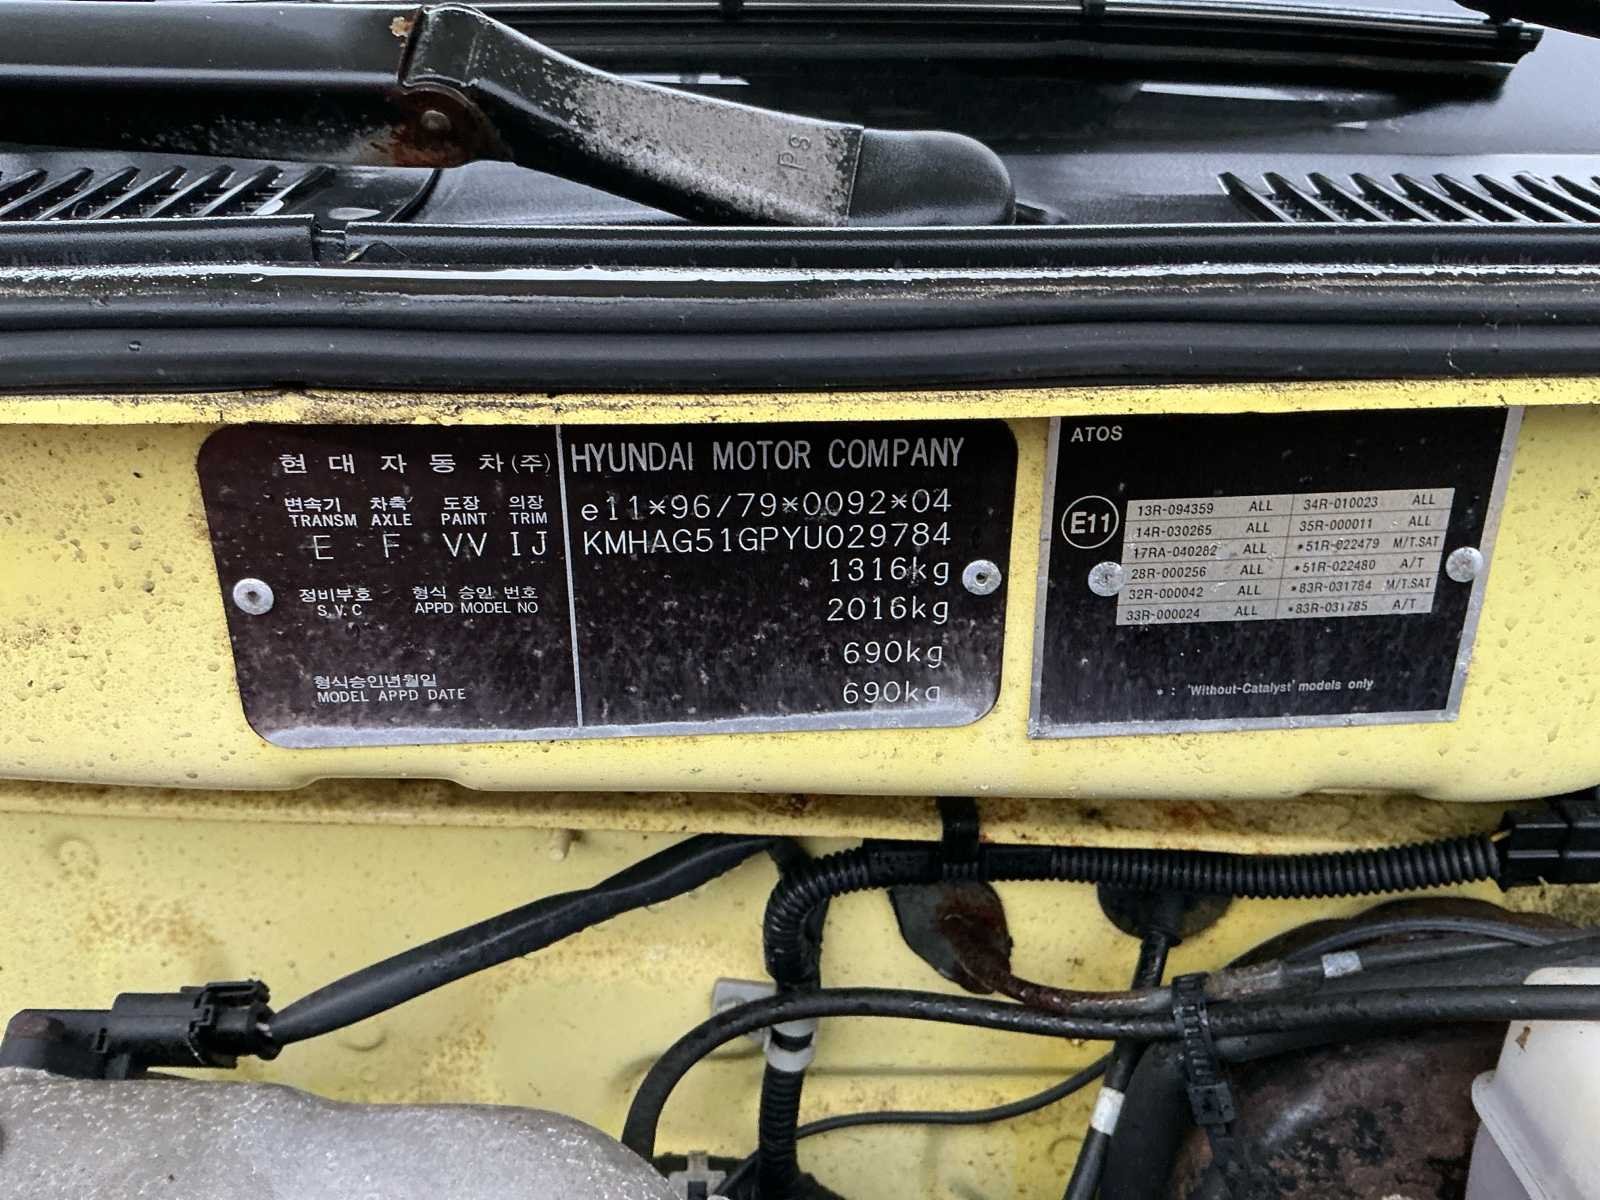 PS
현대자동차(주) HYUNDAI MOTOR COMPANY
변속기 차축 도장 의장
TRANSM AXLE PAINT TRIM
E F VV IJ
정비부호 형식 승인 번호
S.V.C APPD MODEL NO
형식승인년월일
MODEL APPD DATE
e11*96/79*0092*04
KMHAG51GPYU029784
1316kg
2016kg
690kg
690kg
ATOS
E11
13R-094359 ALL 34R-010023 ALL
14R-030265 ALL 35R-000011 ALL
17RA-040282 ALL *51R-022479 M/T.SAT
28R-000256 ALL *51R-022480 A/T
32R-000042 ALL *83R-031784 M/T.SAT
33R-000024 ALL *83R-031785 A/T
* : 'Without-Catalyst' models only